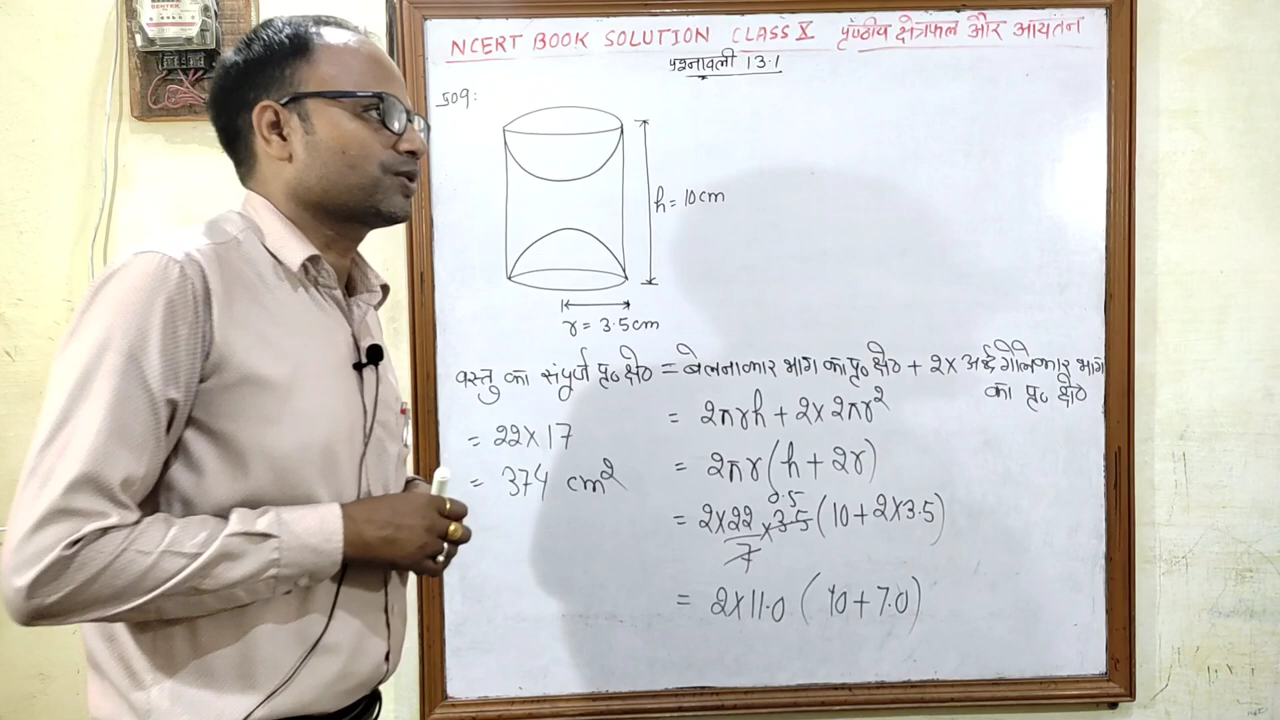 NCERT BOOK SOLUTION CLASS X पृष्ठीय क्षेत्रफल और आयतन
प्रश्नावली 13.1
509:
h = 10cm
r = 3.5cm
वस्तु का संपूर्ण पृ० क्षे० = बेलनाकार भाग का पृ० क्षे० + 2 × अर्द्धगोलाकार भाग
का पृ० क्षे०
= 2πrh + 2×2πr²
= 2πr(h + 2r)
0.5
= 2×22/7 × 3.5 (10 + 2×3.5)
= 2×11.0 (10 + 7.0)
= 22×17
= 374 cm²